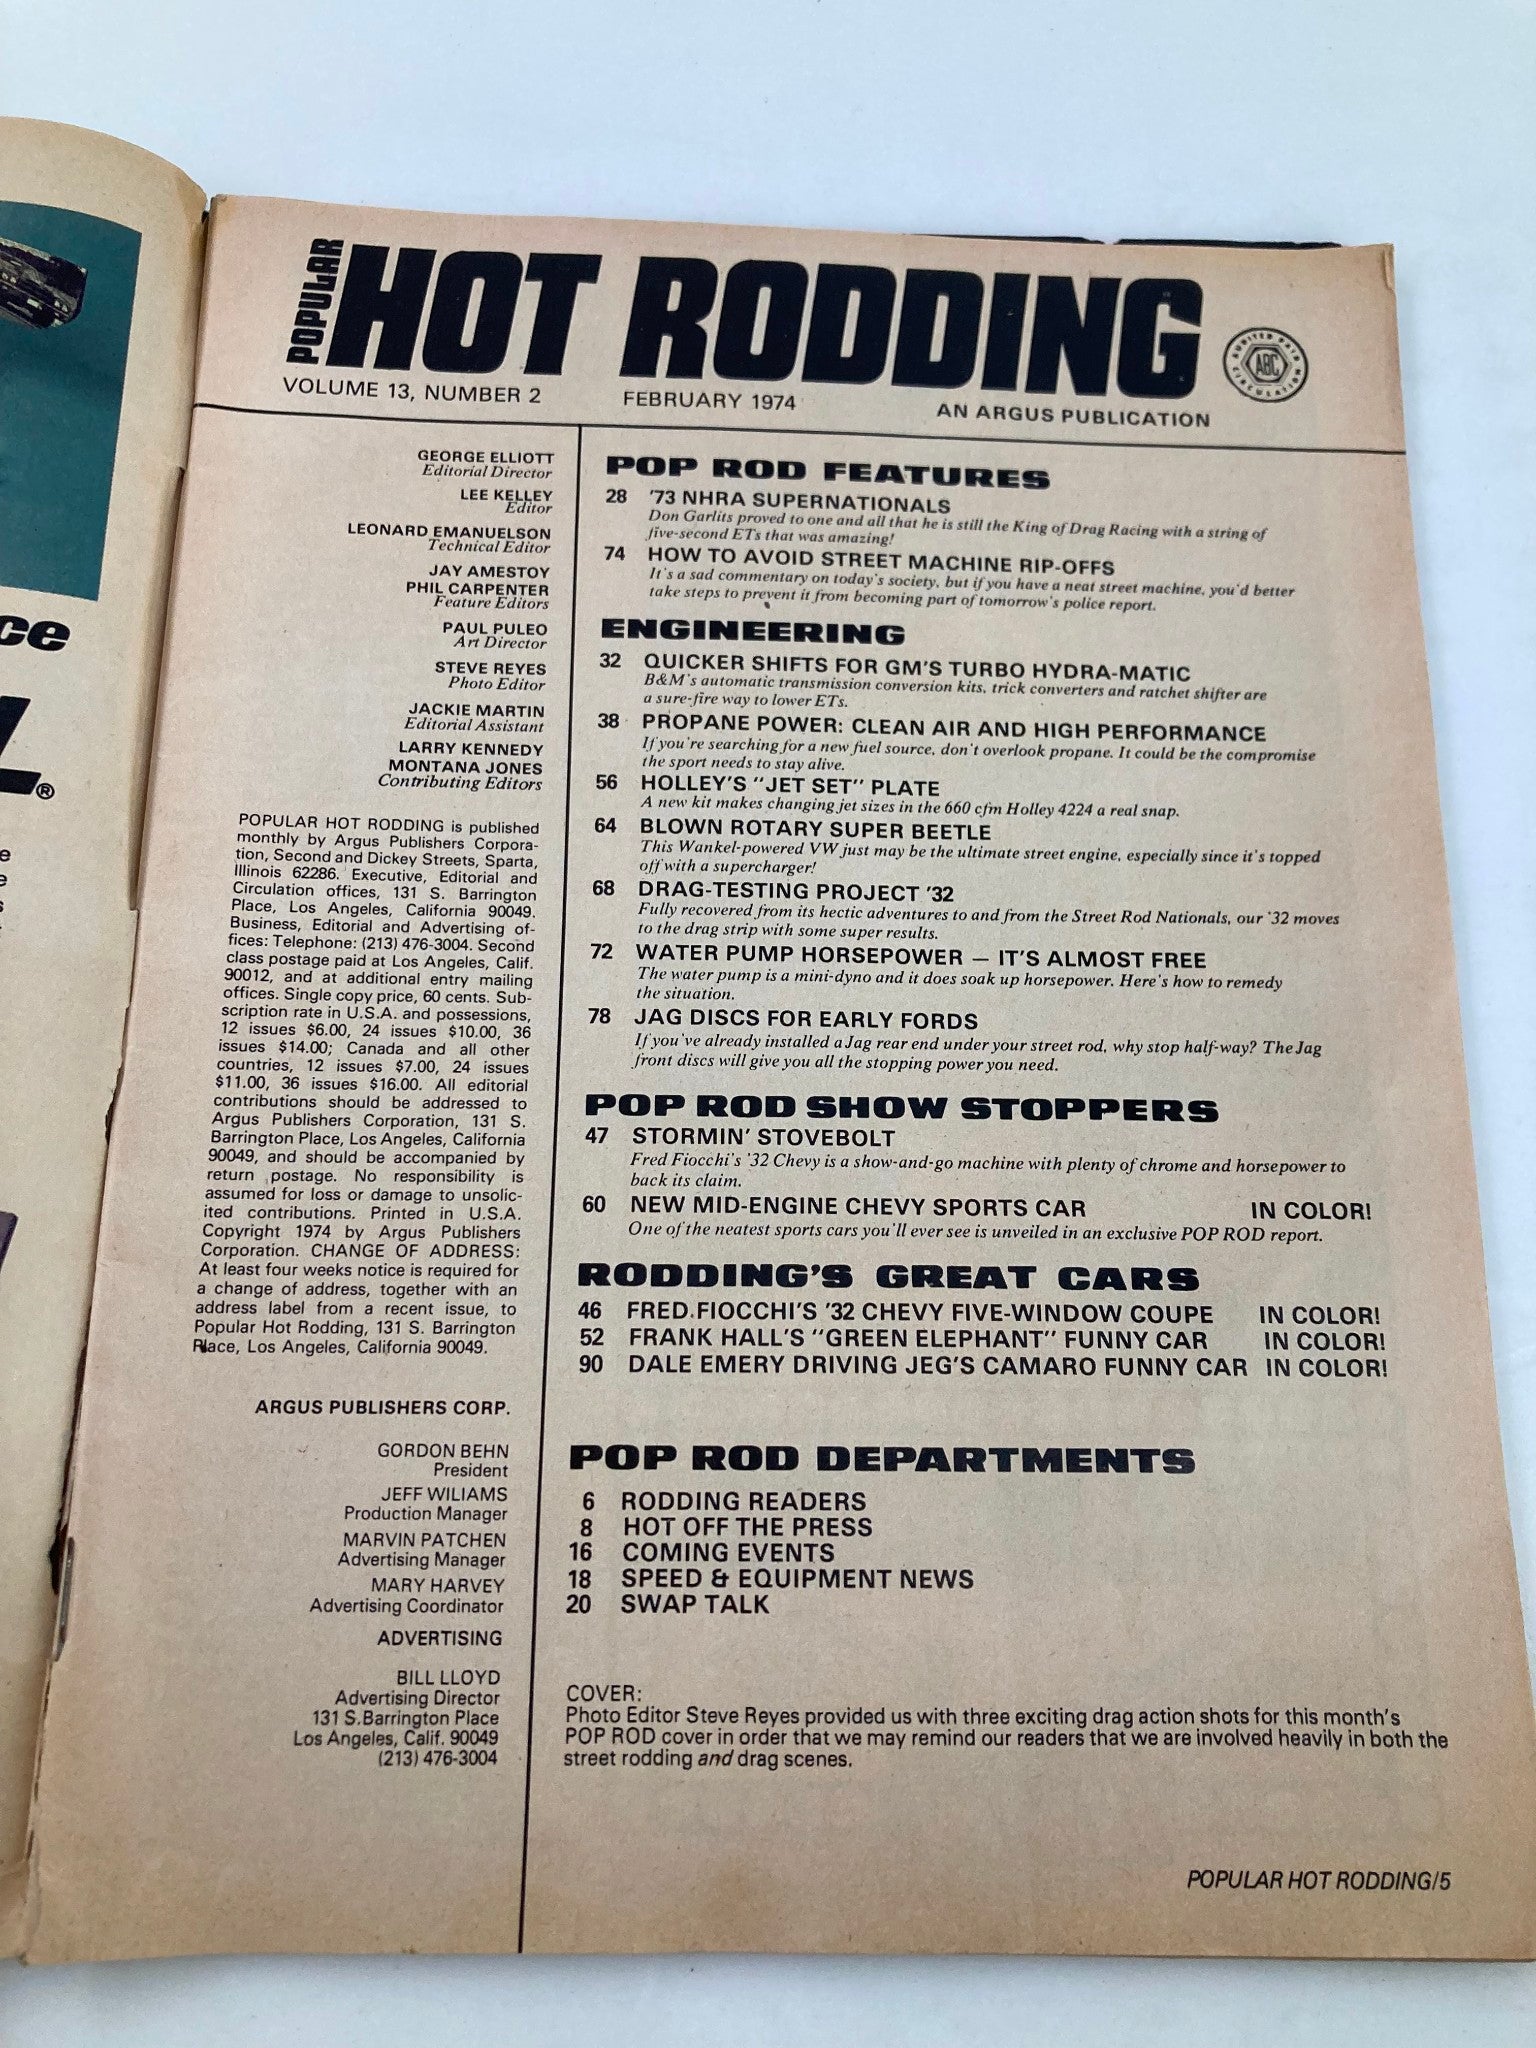 ce
L®
POPULAR
HOT RODDING
AUDITED PAID CIRCULATION
ABC
VOLUME 13, NUMBER 2
FEBRUARY 1974
AN ARGUS PUBLICATION
GEORGE ELLIOTT
Editorial Director
LEE KELLEY
Editor
LEONARD EMANUELSON
Technical Editor
JAY AMESTOY
PHIL CARPENTER
Feature Editors
PAUL PULEO
Art Director
STEVE REYES
Photo Editor
JACKIE MARTIN
Editorial Assistant
LARRY KENNEDY
MONTANA JONES
Contributing Editors
POPULAR HOT RODDING is published
monthly by Argus Publishers Corpora-
tion, Second and Dickey Streets, Sparta,
Illinois 62286. Executive, Editorial and
Circulation offices, 131 S. Barrington
Place, Los Angeles, California 90049.
Business, Editorial and Advertising of-
fices: Telephone: (213) 476-3004. Second
class postage paid at Los Angeles, Calif.
90012, and at additional entry mailing
offices. Single copy price, 60 cents. Sub-
scription rate in U.S.A. and possessions,
12 issues $6.00, 24 issues $10.00, 36
issues $14.00; Canada and all other
countries, 12 issues $7.00, 24 issues
$11.00, 36 issues $16.00. All editorial
contributions should be addressed to
Argus Publishers Corporation, 131 S.
Barrington Place, Los Angeles, California
90049, and should be accompanied by
return postage. No responsibility is
assumed for loss or damage to unsolic-
ited contributions. Printed in U.S.A.
Copyright 1974 by Argus Publishers
Corporation. CHANGE OF ADDRESS:
At least four weeks notice is required for
a change of address, together with an
address label from a recent issue, to
Popular Hot Rodding, 131 S. Barrington
Place, Los Angeles, California 90049.
ARGUS PUBLISHERS CORP.
GORDON BEHN
President
JEFF WILIAMS
Production Manager
MARVIN PATCHEN
Advertising Manager
MARY HARVEY
Advertising Coordinator
ADVERTISING
BILL LLOYD
Advertising Director
131 S.Barrington Place
Los Angeles, Calif. 90049
(213) 476-3004
POP ROD FEATURES
28 '73 NHRA SUPERNATIONALS
Don Garlits proved to one and all that he is still the King of Drag Racing with a string of
five-second ETs that was amazing!
74 HOW TO AVOID STREET MACHINE RIP-OFFS
It's a sad commentary on today's society, but if you have a neat street machine, you'd better
take steps to prevent it from becoming part of tomorrow's police report.
ENGINEERING
32 QUICKER SHIFTS FOR GM'S TURBO HYDRA-MATIC
B&M's automatic transmission conversion kits, trick converters and ratchet shifter are
a sure-fire way to lower ETs.
38 PROPANE POWER: CLEAN AIR AND HIGH PERFORMANCE
If you're searching for a new fuel source, don't overlook propane. It could be the compromise
the sport needs to stay alive.
56 HOLLEY'S "JET SET" PLATE
A new kit makes changing jet sizes in the 660 cfm Holley 4224 a real snap.
64 BLOWN ROTARY SUPER BEETLE
This Wankel-powered VW just may be the ultimate street engine, especially since it's topped
off with a supercharger!
68 DRAG-TESTING PROJECT '32
Fully recovered from its hectic adventures to and from the Street Rod Nationals, our '32 moves
to the drag strip with some super results.
72 WATER PUMP HORSEPOWER — IT'S ALMOST FREE
The water pump is a mini-dyno and it does soak up horsepower. Here's how to remedy
the situation.
78 JAG DISCS FOR EARLY FORDS
If you've already installed a Jag rear end under your street rod, why stop half-way? The Jag
front discs will give you all the stopping power you need.
POP ROD SHOW STOPPERS
47 STORMIN' STOVEBOLT
Fred Fiocchi's '32 Chevy is a show-and-go machine with plenty of chrome and horsepower to
back its claim.
60 NEW MID-ENGINE CHEVY SPORTS CAR IN COLOR!
One of the neatest sports cars you'll ever see is unveiled in an exclusive POP ROD report.
RODDING'S GREAT CARS
46 FRED FIOCCHI'S '32 CHEVY FIVE-WINDOW COUPE IN COLOR!
52 FRANK HALL'S "GREEN ELEPHANT" FUNNY CAR IN COLOR!
90 DALE EMERY DRIVING JEG'S CAMARO FUNNY CAR IN COLOR!
POP ROD DEPARTMENTS
6 RODDING READERS
8 HOT OFF THE PRESS
16 COMING EVENTS
18 SPEED & EQUIPMENT NEWS
20 SWAP TALK
COVER:
Photo Editor Steve Reyes provided us with three exciting drag action shots for this month's
POP ROD cover in order that we may remind our readers that we are involved heavily in both the
street rodding and drag scenes.
POPULAR HOT RODDING/5